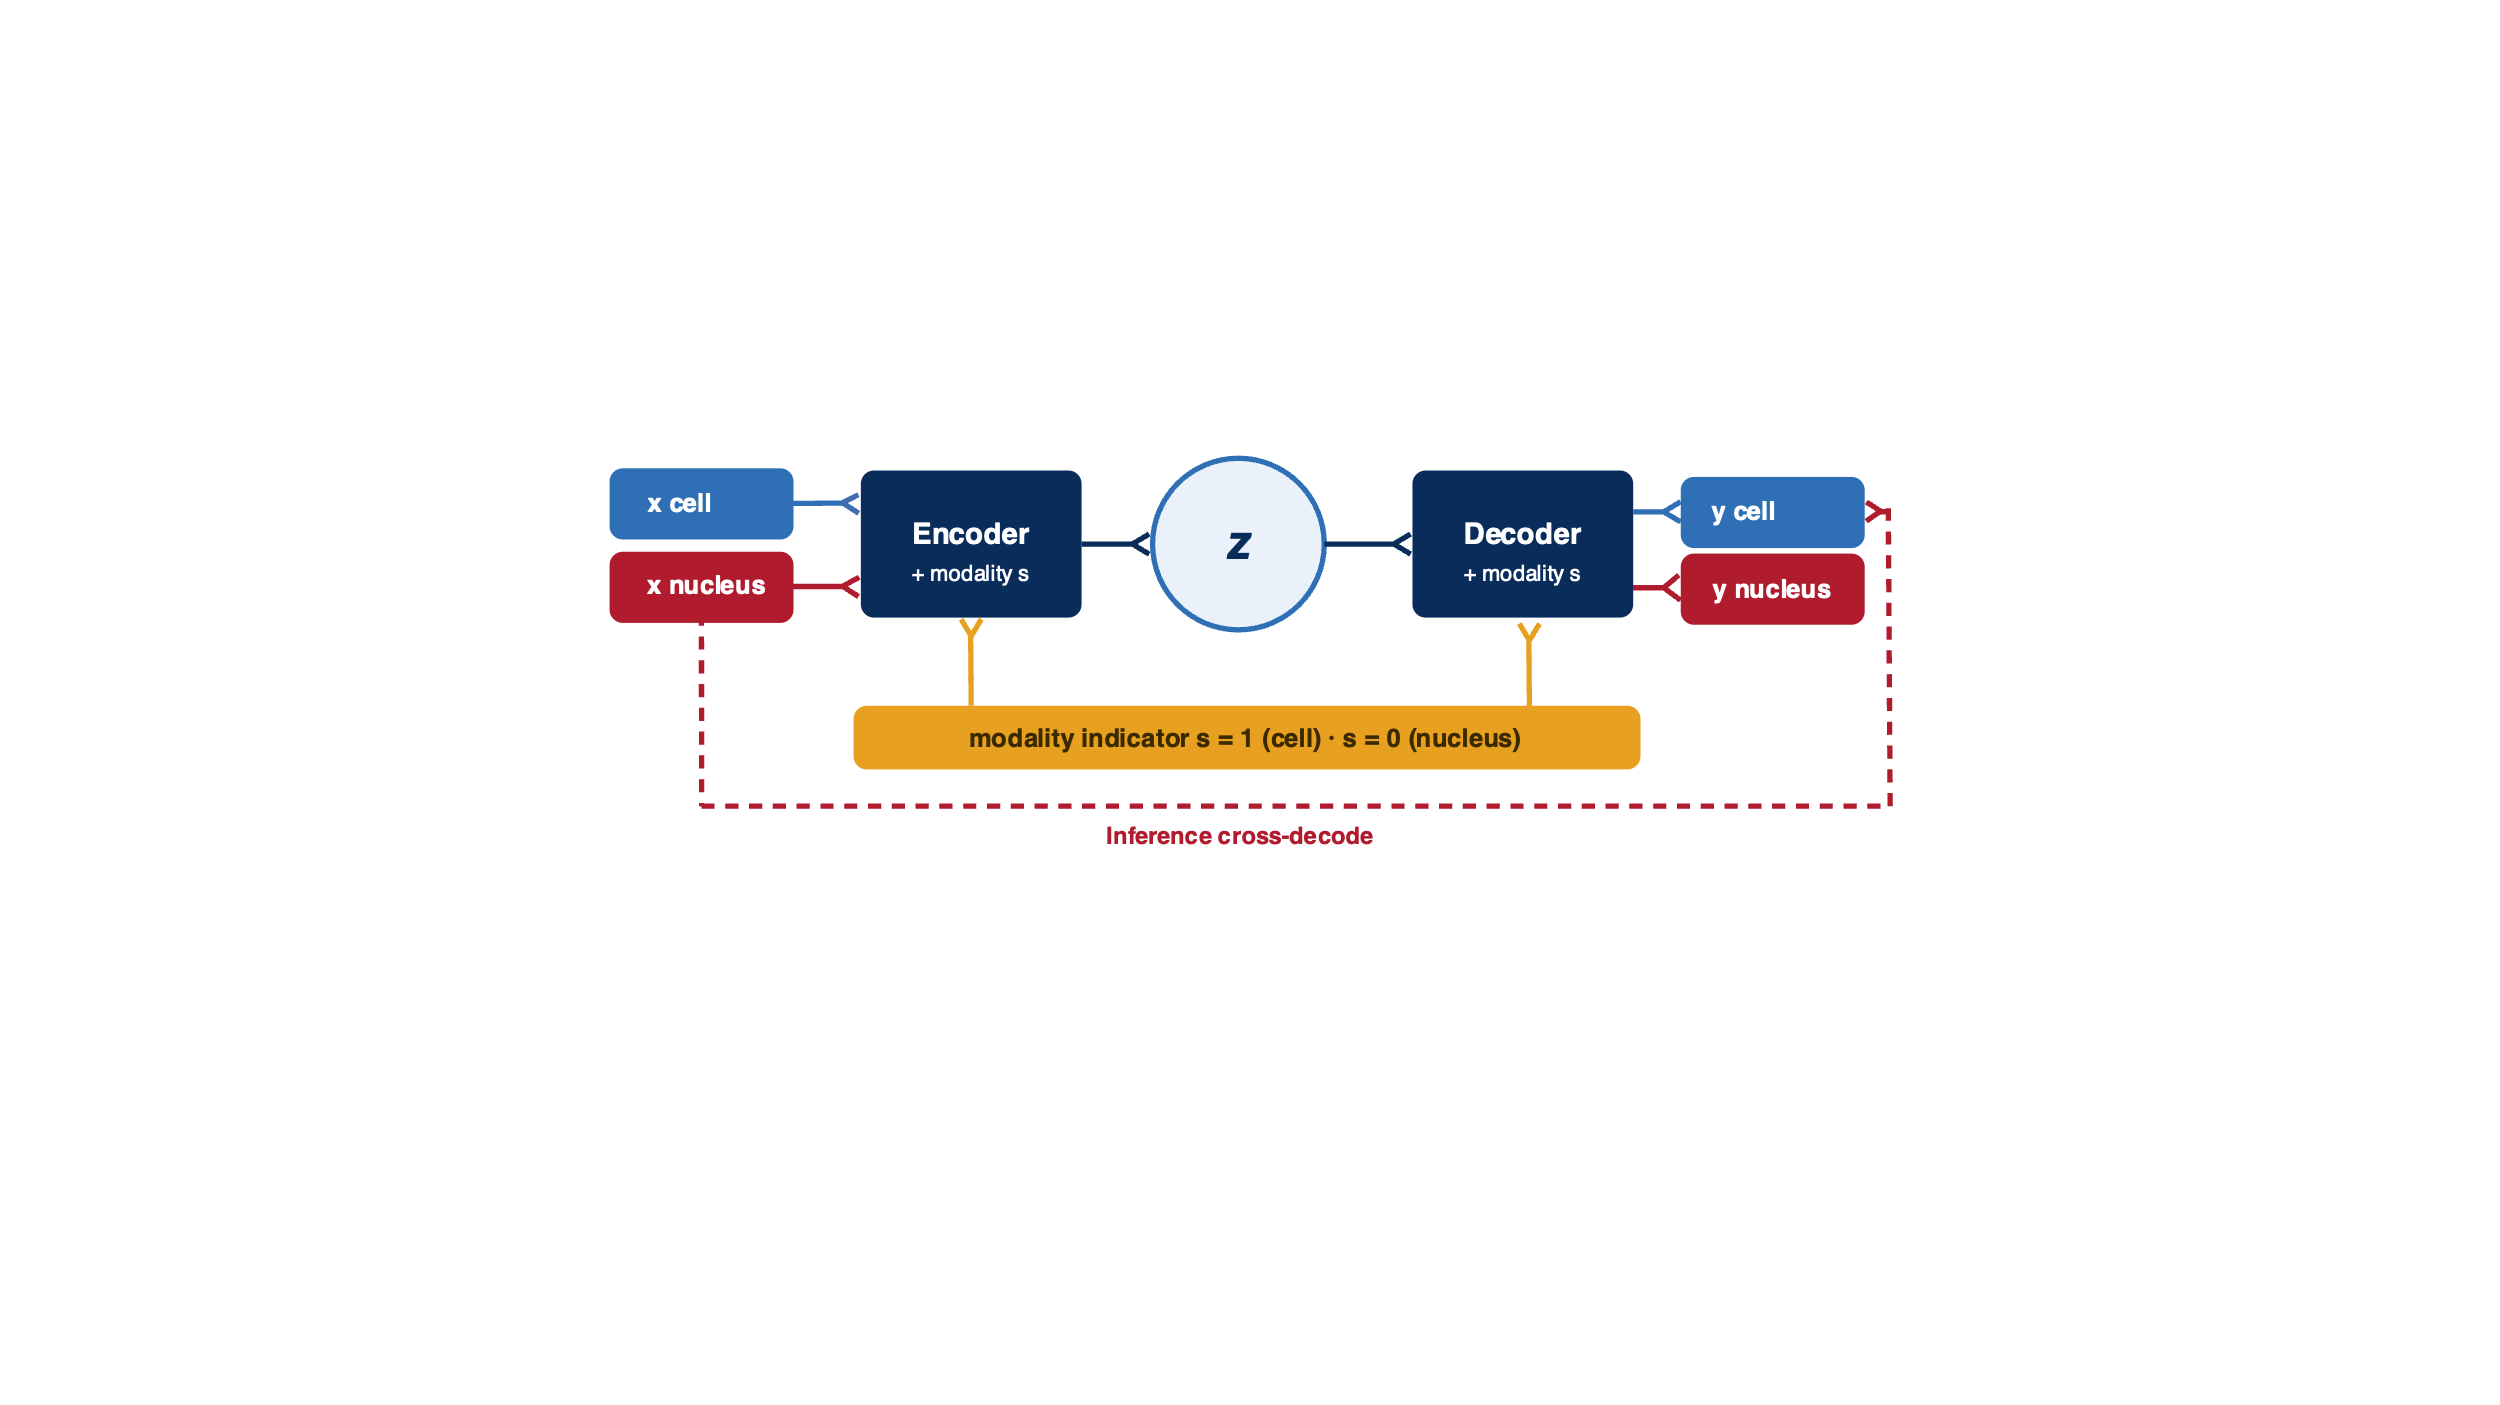 x cell
x nucleus
Encoder
+ modality s
z
Decoder
+ modality s
y cell
y nucleus
modality indicator s = 1 (cell) · s = 0 (nucleus)
Inference cross-decode